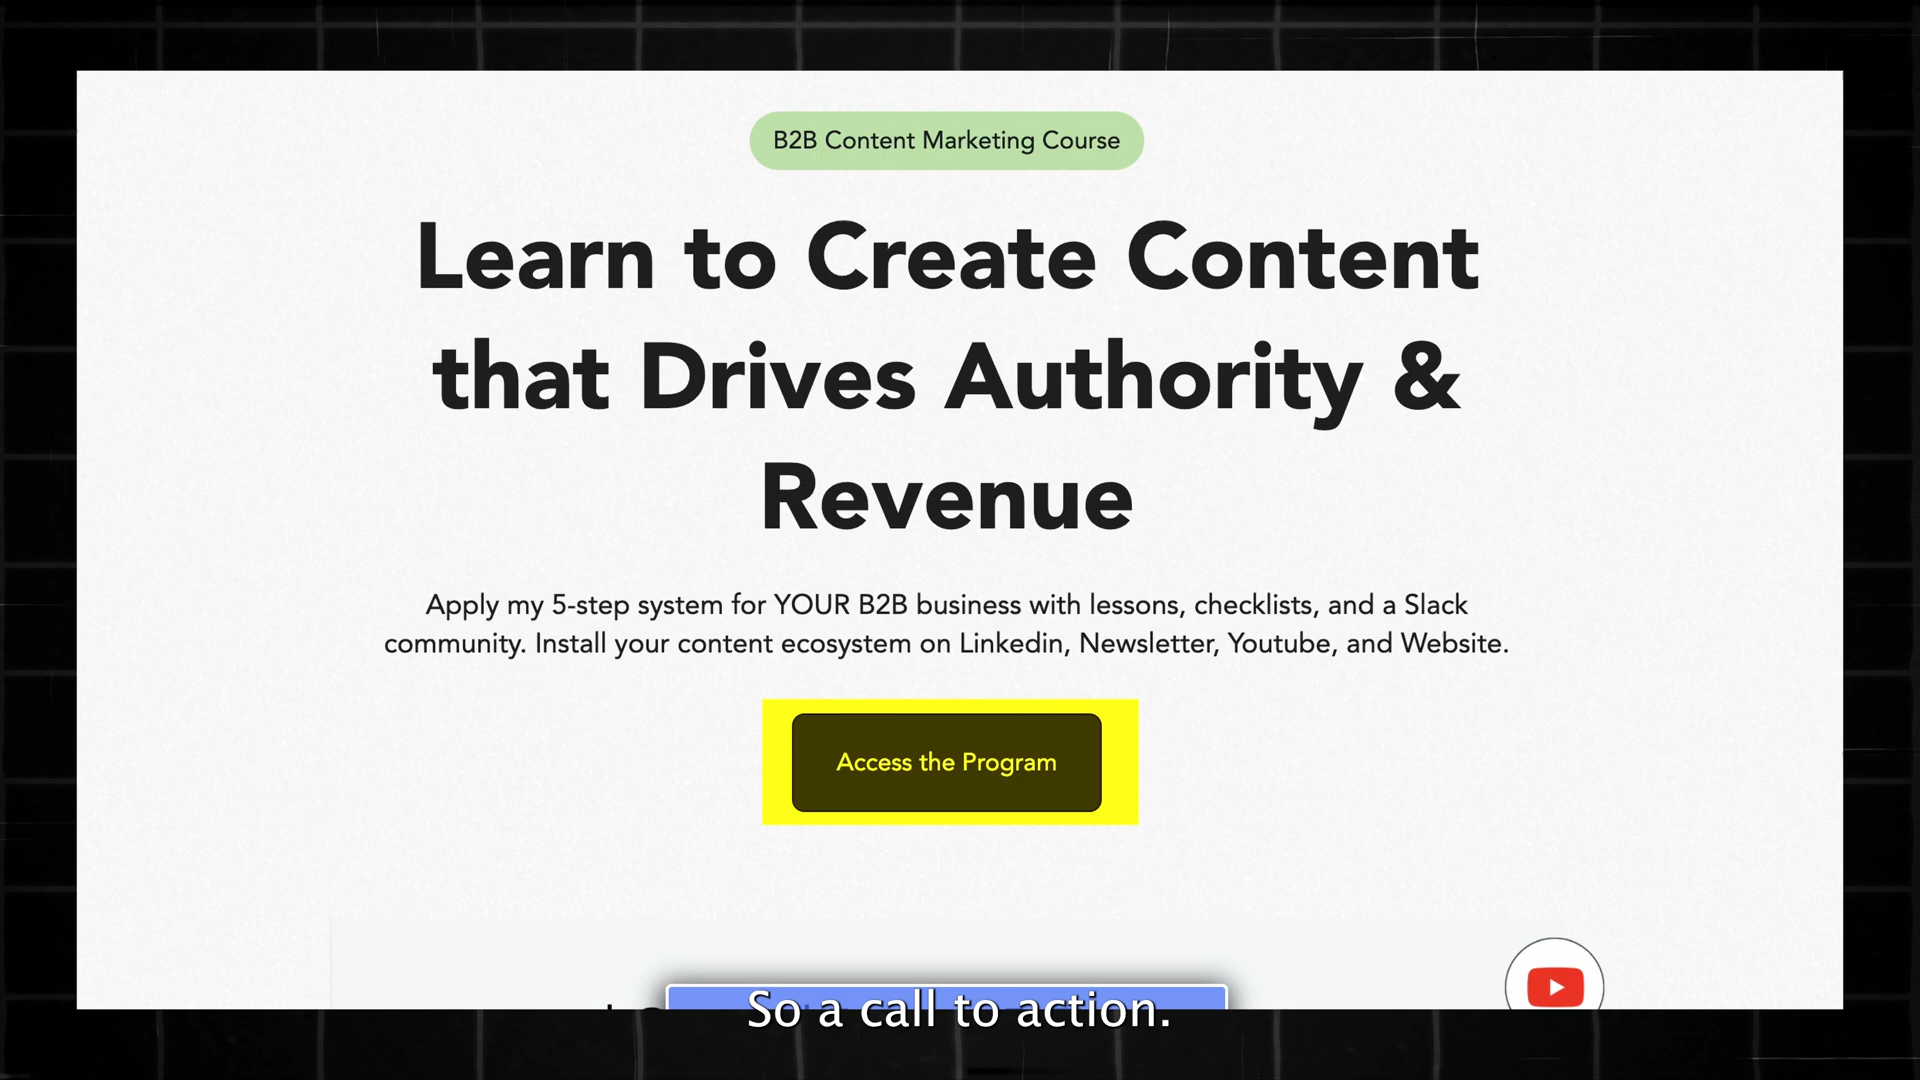 B2B Content Marketing Course
Learn to Create Content
that Drives Authority &
Revenue
Apply my 5-step system for YOUR B2B business with lessons, checklists, and a Slack
community. Install your content ecosystem on Linkedin, Newsletter, Youtube, and Website.
Access the Program
So a call to action.